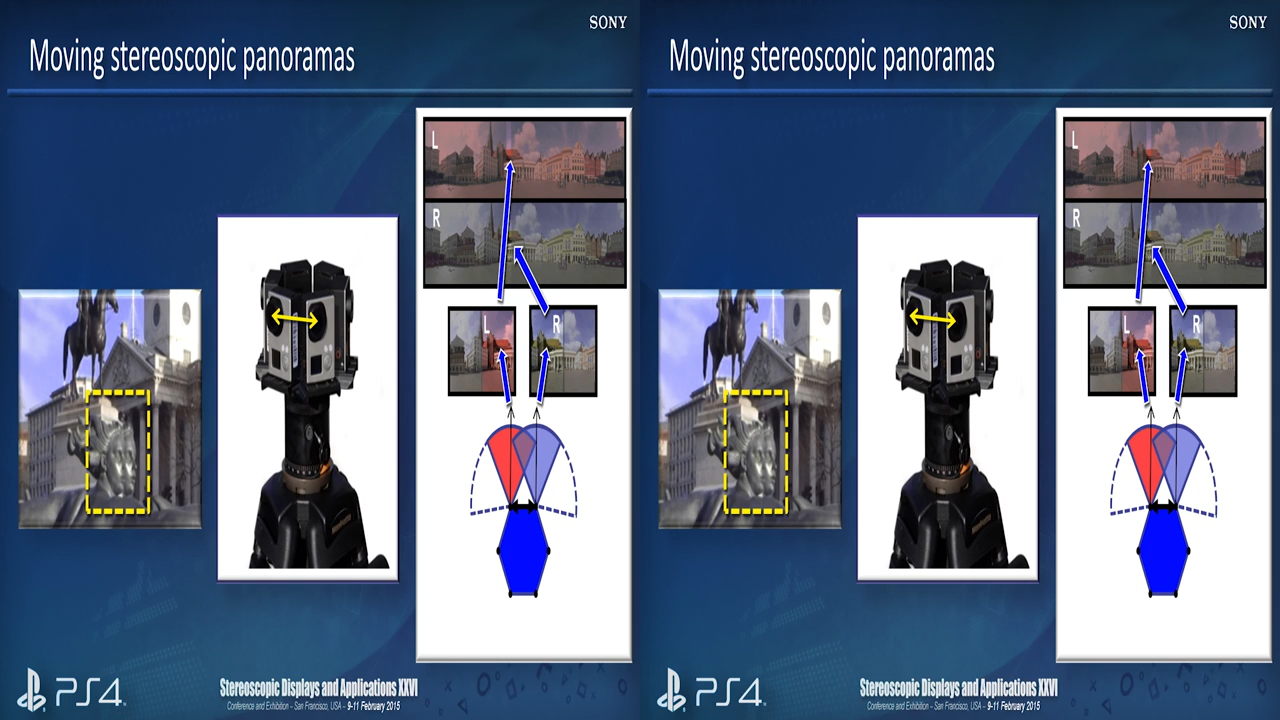 SONY
Moving stereoscopic panoramas
L
R
L R
PS4
Stereoscopic Displays and Applications XXVI
Conference and Exhibition – San Francisco, USA – 9-11 February 2015
SONY
Moving stereoscopic panoramas
L
R
L R
PS4
Stereoscopic Displays and Applications XXVI
Conference and Exhibition – San Francisco, USA – 9-11 February 2015